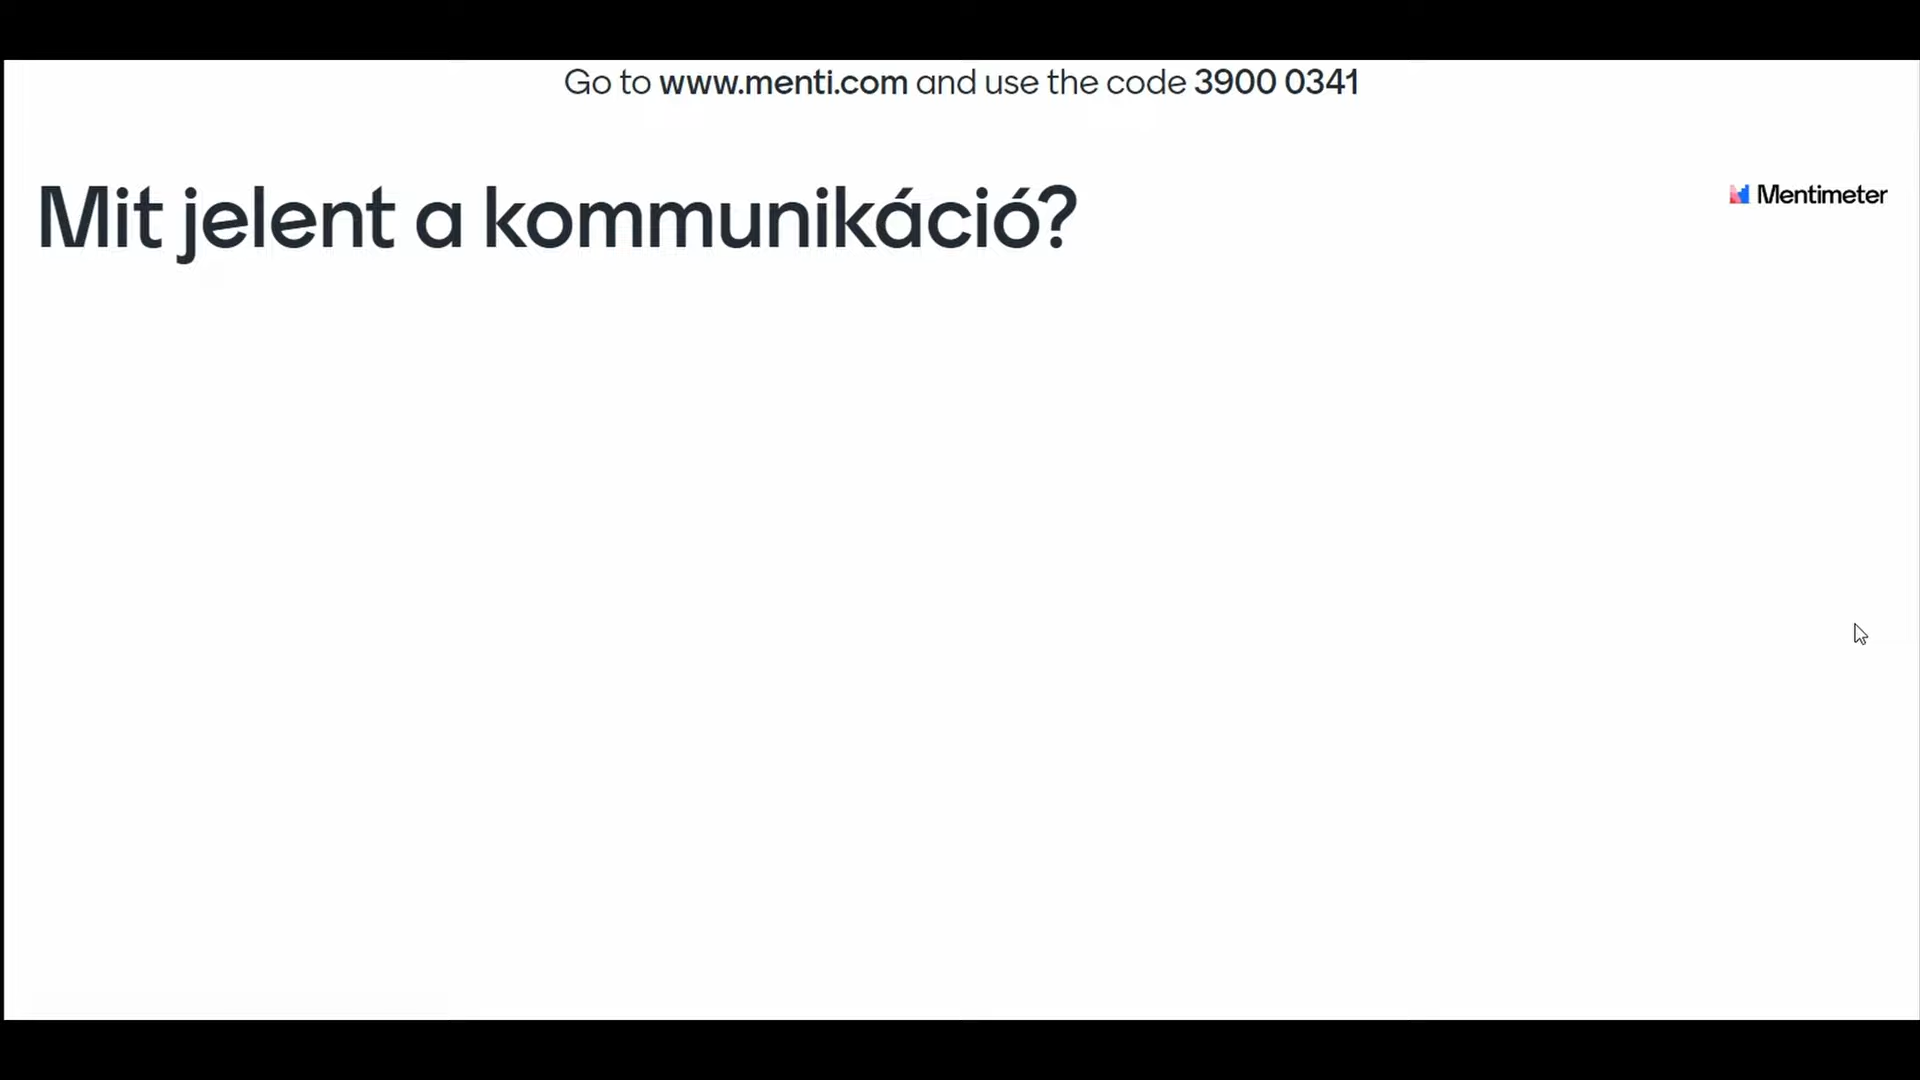 Go to www.menti.com and use the code 3900 0341
Mit jelent a kommunikáció?
Mentimeter